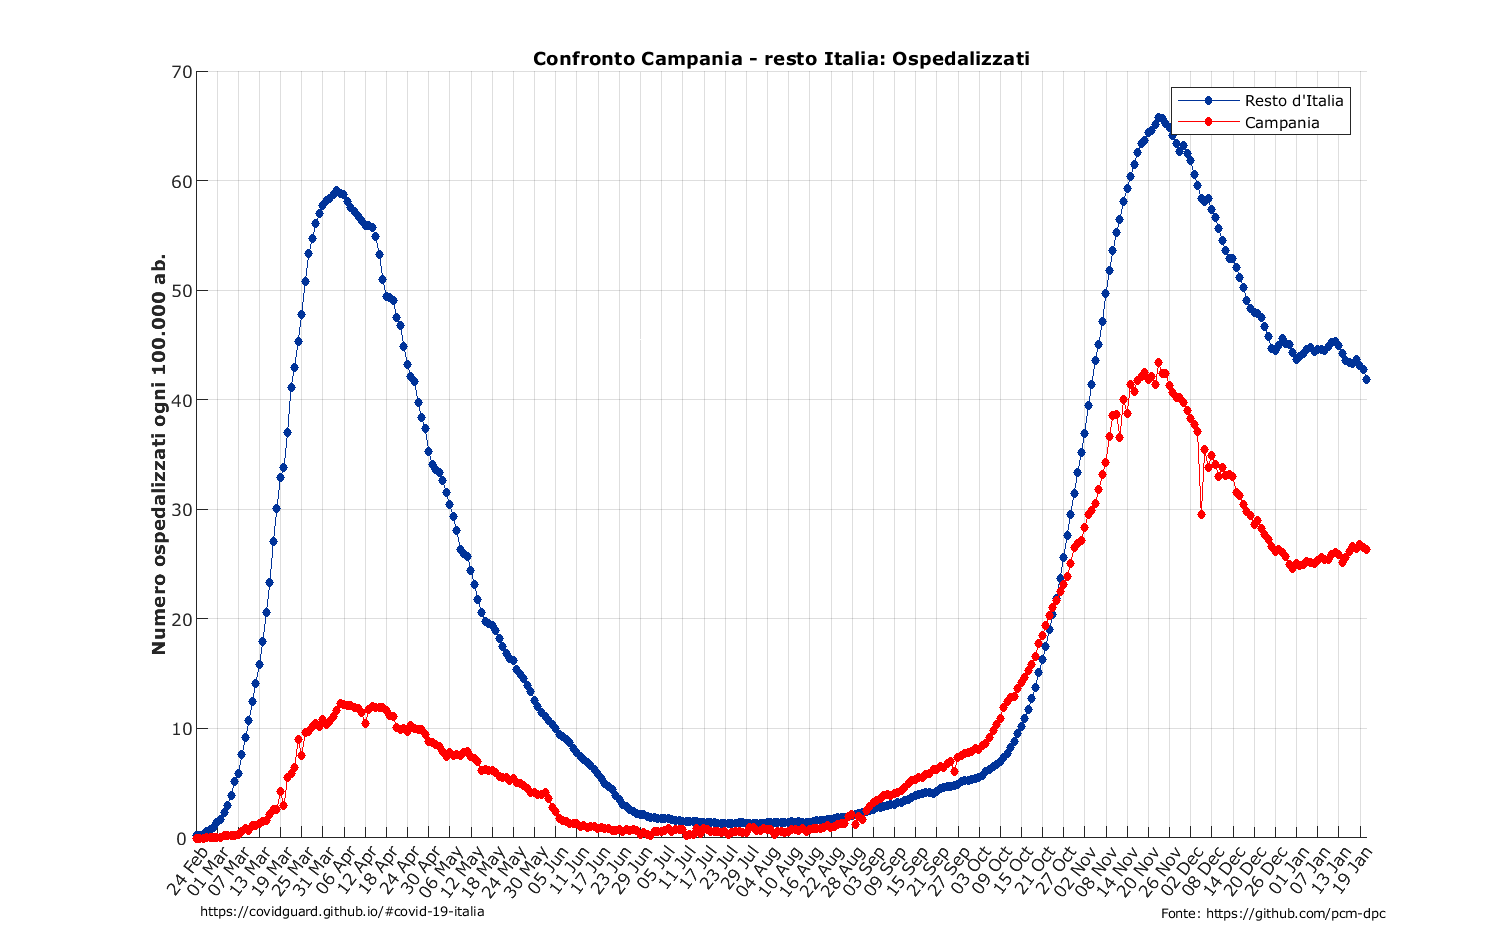 Confronto Campania - resto Italia: Ospedalizzati
Numero ospedalizzati ogni 100.000 ab.
70
60
50
40
30
20
10
0
Resto d'Italia
Campania
24 Feb
01 Mar
07 Mar
13 Mar
19 Mar
25 Mar
31 Mar
06 Apr
12 Apr
18 Apr
24 Apr
30 Apr
06 May
12 May
18 May
24 May
30 May
05 Jun
11 Jun
17 Jun
23 Jun
29 Jun
05 Jul
11 Jul
17 Jul
23 Jul
29 Jul
04 Aug
10 Aug
16 Aug
22 Aug
28 Aug
03 Sep
09 Sep
15 Sep
21 Sep
27 Sep
03 Oct
09 Oct
15 Oct
21 Oct
27 Oct
02 Nov
08 Nov
14 Nov
20 Nov
26 Nov
02 Dec
08 Dec
14 Dec
20 Dec
26 Dec
01 Jan
07 Jan
13 Jan
19 Jan
https://covidguard.github.io/#covid-19-italia
Fonte: https://github.com/pcm-dpc